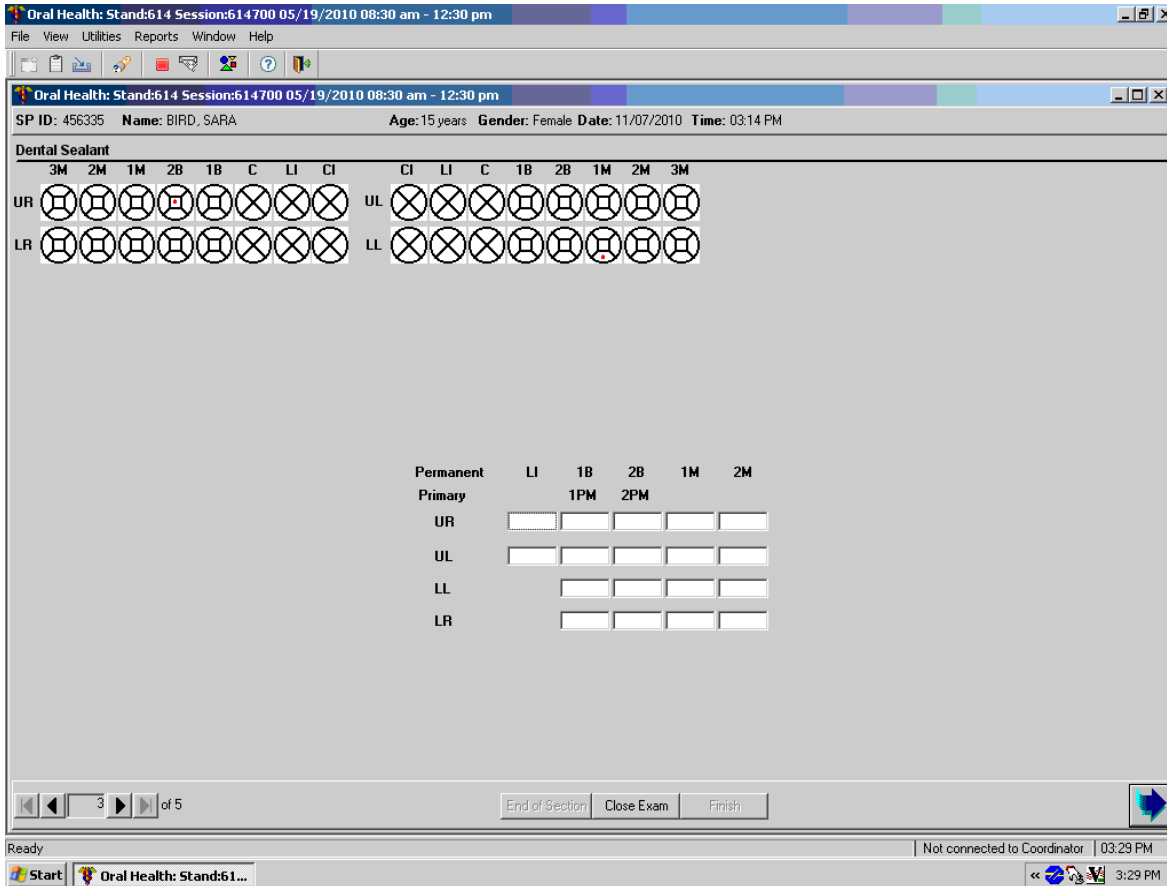 Oral Health: Stand:614 Session:614700 05/19/2010 08:30 am - 12:30 pm
File View Utilities Reports Window Help
Oral Health: Stand:614 Session:614700 05/19/2010 08:30 am - 12:30 pm
SP ID: 456335 Name: BIRD, SARA Age: 15 years Gender: Female Date: 11/07/2010 Time: 03:14 PM
Dental Sealant
3M 2M 1M 2B 1B C LI CI CI LI C 1B 2B 1M 2M 3M
UR UL
LR LL
Permanent LI 1B 2B 1M 2M
Primary 1PM 2PM
UR
UL
LL
LR
3 of 5 End of Section Close Exam Finish
Ready Not connected to Coordinator 03:29 PM
Start Oral Health: Stand:61... « 3:29 PM